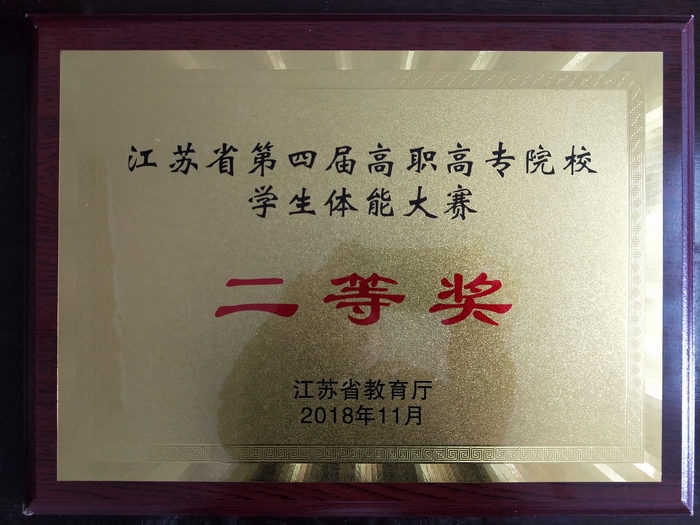 江苏省第四届高职高专院校
学生体能大赛
二等奖
江苏省教育厅
2018年11月